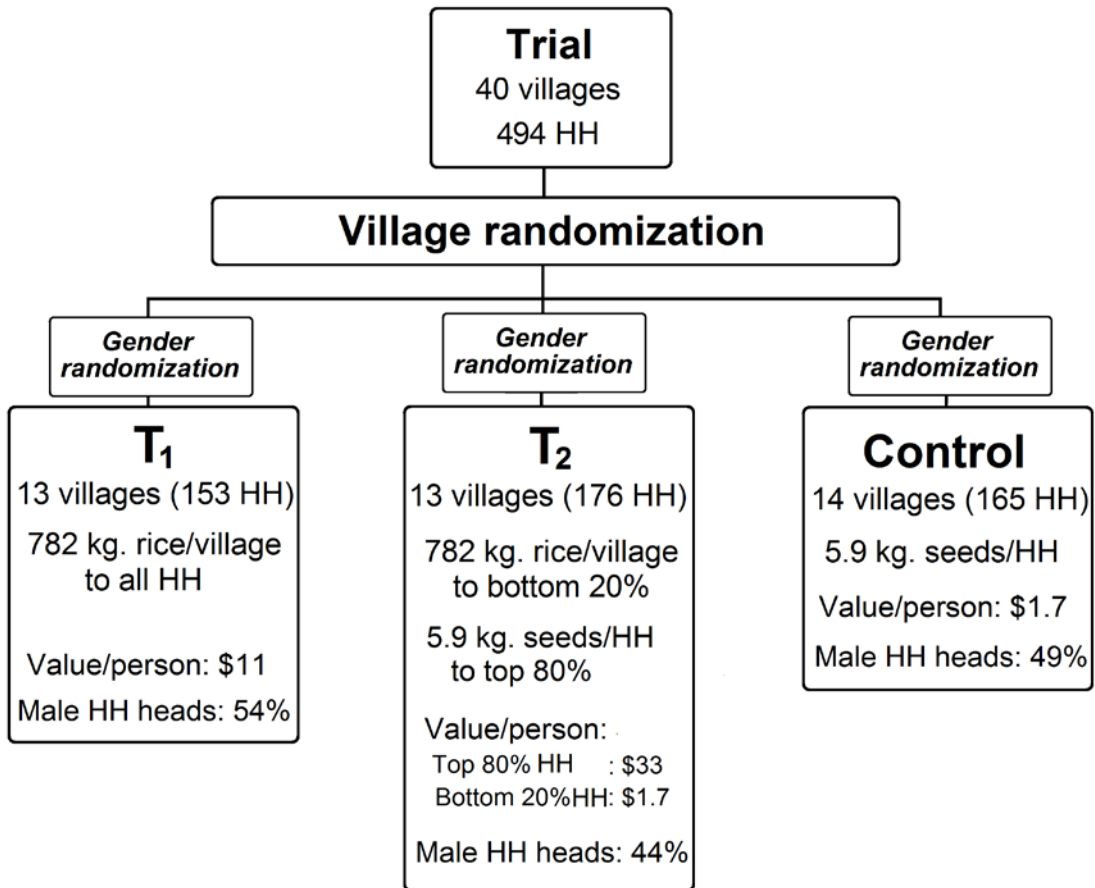 Trial
40 villages
494 HH
Village randomization
Gender
randomization
Gender
randomization
Gender
randomization
T₁
13 villages (153 HH)
782 kg. rice/village
to all HH
Value/person: $11
Male HH heads: 54%
T₂
13 villages (176 HH)
782 kg. rice/village
to bottom 20%
5.9 kg. seeds/HH
to top 80%
Value/person:
Top 80% HH : $33
Bottom 20%HH: $1.7
Male HH heads: 44%
Control
14 villages (165 HH)
5.9 kg. seeds/HH
Value/person: $1.7
Male HH heads: 49%